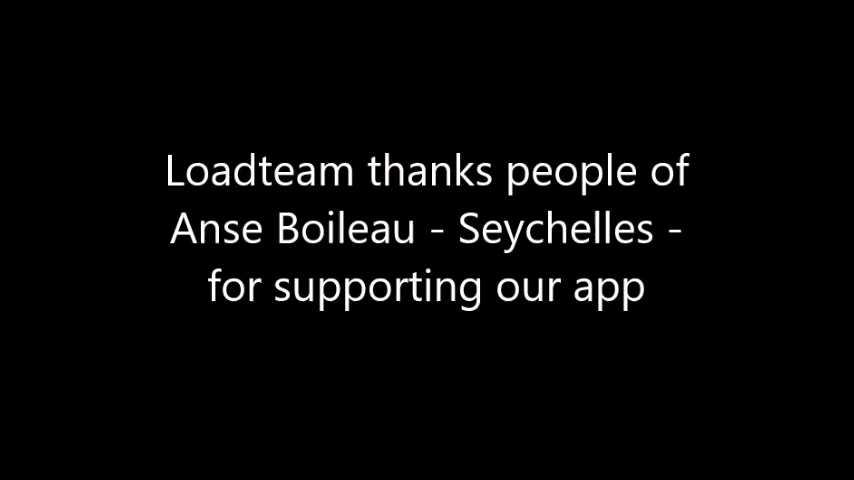 Loadteam thanks people of
Anse Boileau - Seychelles -
for supporting our app